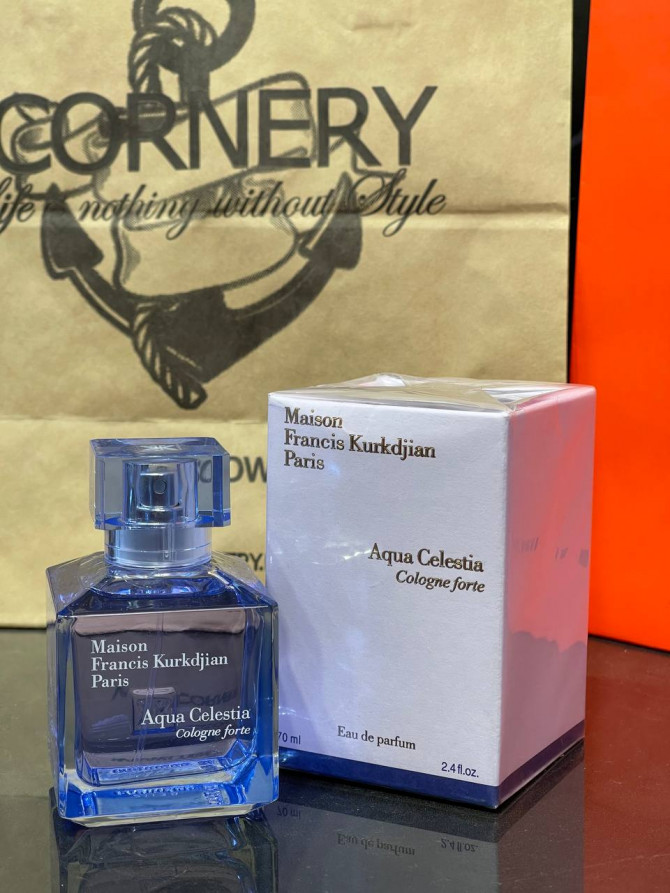 CORNERY
life is nothing without Style
Maison
Francis Kurkdjian
Paris
Aqua Celestia
Cologne forte
70 ml
Eau de parfum
2.4 fl.oz.
Maison
Francis Kurkdjian
Paris
Aqua Celestia
Cologne forte